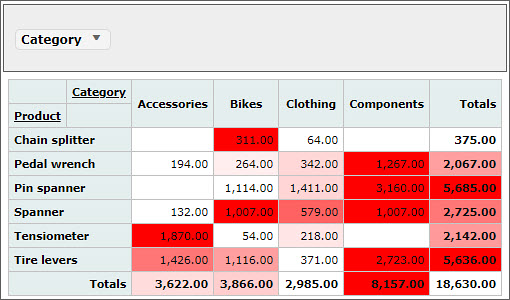 Category
Category
Product
Accessories Bikes Clothing Components Totals
Chain splitter 311.00 64.00 375.00
Pedal wrench 194.00 264.00 342.00 1,267.00 2,067.00
Pin spanner 1,114.00 1,411.00 3,160.00 5,685.00
Spanner 132.00 1,007.00 579.00 1,007.00 2,725.00
Tensiometer 1,870.00 54.00 218.00 2,142.00
Tire levers 1,426.00 1,116.00 371.00 2,723.00 5,636.00
Totals 3,622.00 3,866.00 2,985.00 8,157.00 18,630.00